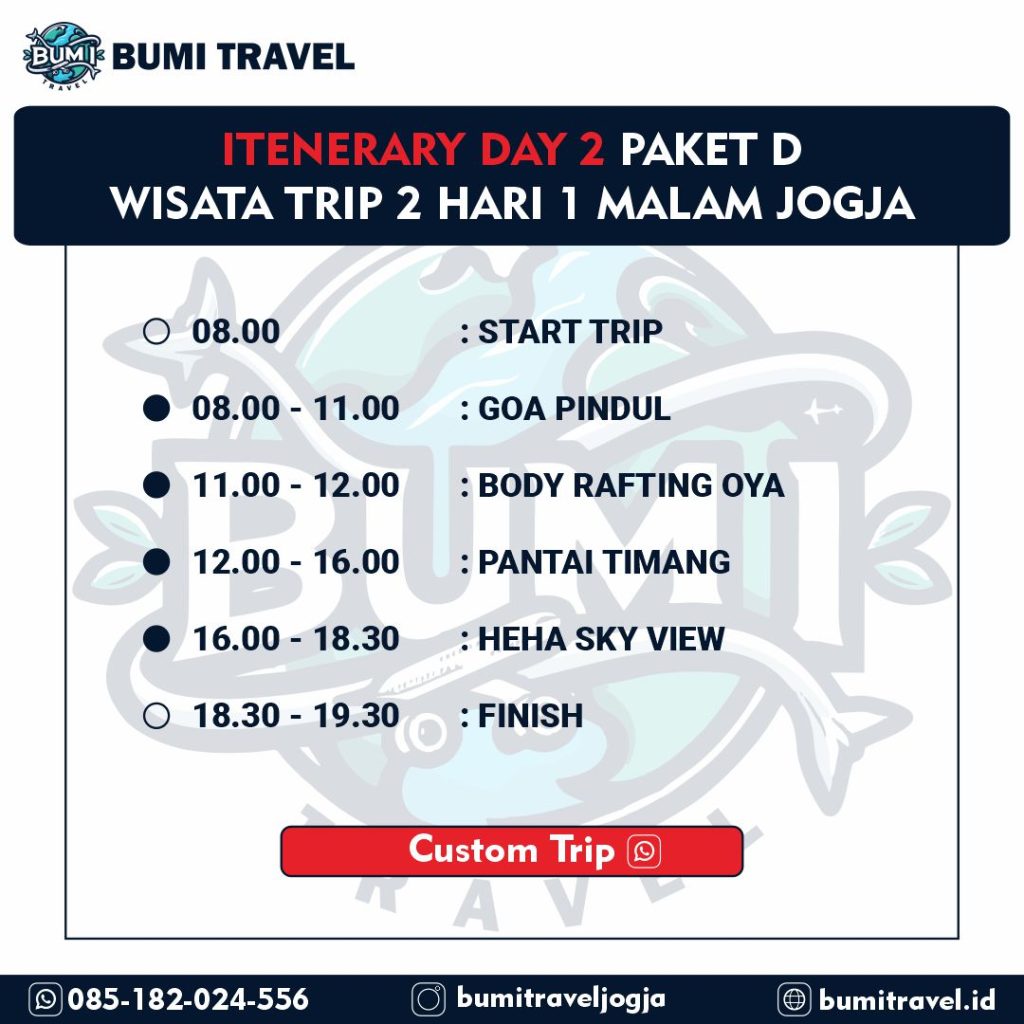 BUMI TRAVEL
BUMI TRAVEL
ITENERARY DAY 2 PAKET D
WISATA TRIP 2 HARI 1 MALAM JOGJA
08.00 : START TRIP
08.00 - 11.00 : GOA PINDUL
11.00 - 12.00 : BODY RAFTING OYA
12.00 - 16.00 : PANTAI TIMANG
16.00 - 18.30 : HEHA SKY VIEW
18.30 - 19.30 : FINISH
BUMI
TRAVEL
Custom Trip
085-182-024-556
bumitraveljogja
bumitravel.id